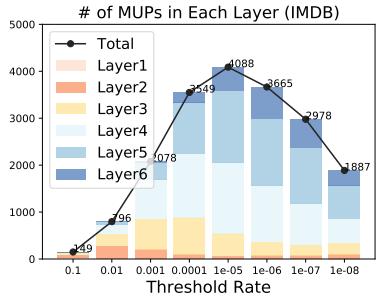 # of MUPs in Each Layer (IMDB)
5000
4000
3000
2000
1000
0
Total
Layer1
Layer2
Layer3
Layer4
Layer5
Layer6
149
796
2078
3549
4088
3665
2978
1887
0.1 0.01 0.001 0.0001 1e-05 1e-06 1e-07 1e-08
Threshold Rate